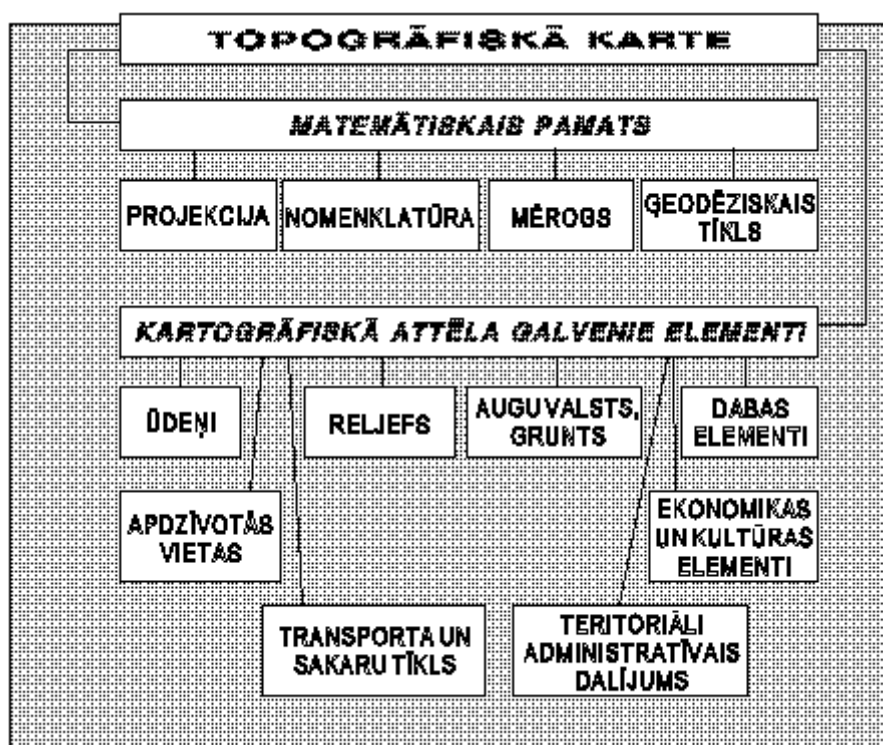 TOPOGRĀFISKĀ KARTE
MATEMĀTISKAIS PAMATS
PROJEKCIJA
NOMENKLATŪRA
MĒROGS
ĢEODĒZISKAIS
TĪKLS
KARTOGRĀFISKĀ ATTĒLA GALVENIE ELEMENTI
ŪDEŅI
RELJEFS
AUGU VALSTS,
GRUNTS
DABAS
ELEMENTI
APDZĪVOTĀS
VIETAS
EKONOMIKAS
UN KULTŪRAS
ELEMENTI
TRANSPORTA UN
SAKARU TĪKLS
TERITORIĀLI
ADMINISTRATĪVAIS
DALĪJUMS